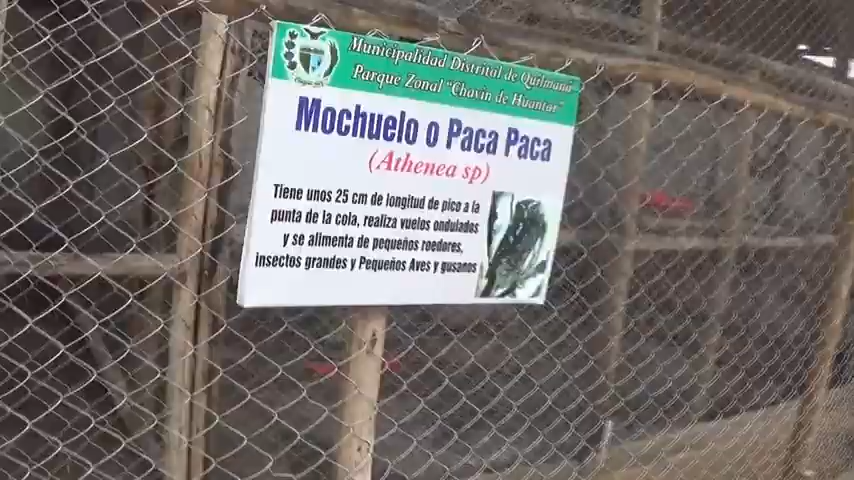 Municipalidad Distrital de Quilmaná
Parque Zonal "Chavin de Huantar"
Mochuelo o Paca Paca
(Athenea sp)
Tiene unos 25 cm de longitud de pico a la
punta de la cola, realiza vuelos ondulados
y se alimenta de pequeños roedores,
insectos grandes y Pequeños Aves y gusanos